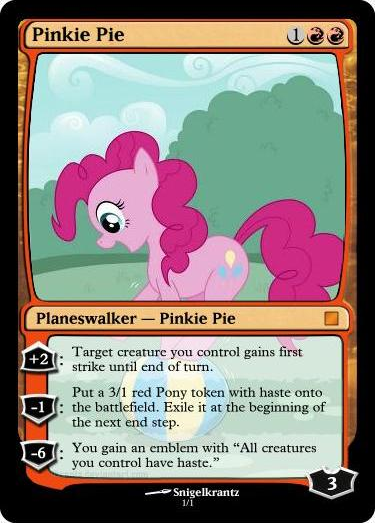 Pinkie Pie 1
Planeswalker — Pinkie Pie
+2: Target creature you control gains first
strike until end of turn.
-1: Put a 3/1 red Pony token with haste onto
the battlefield. Exile it at the beginning of
the next end step.
-6: You gain an emblem with “All creatures
you control have haste.”
3
Snigelkrantz
1/1